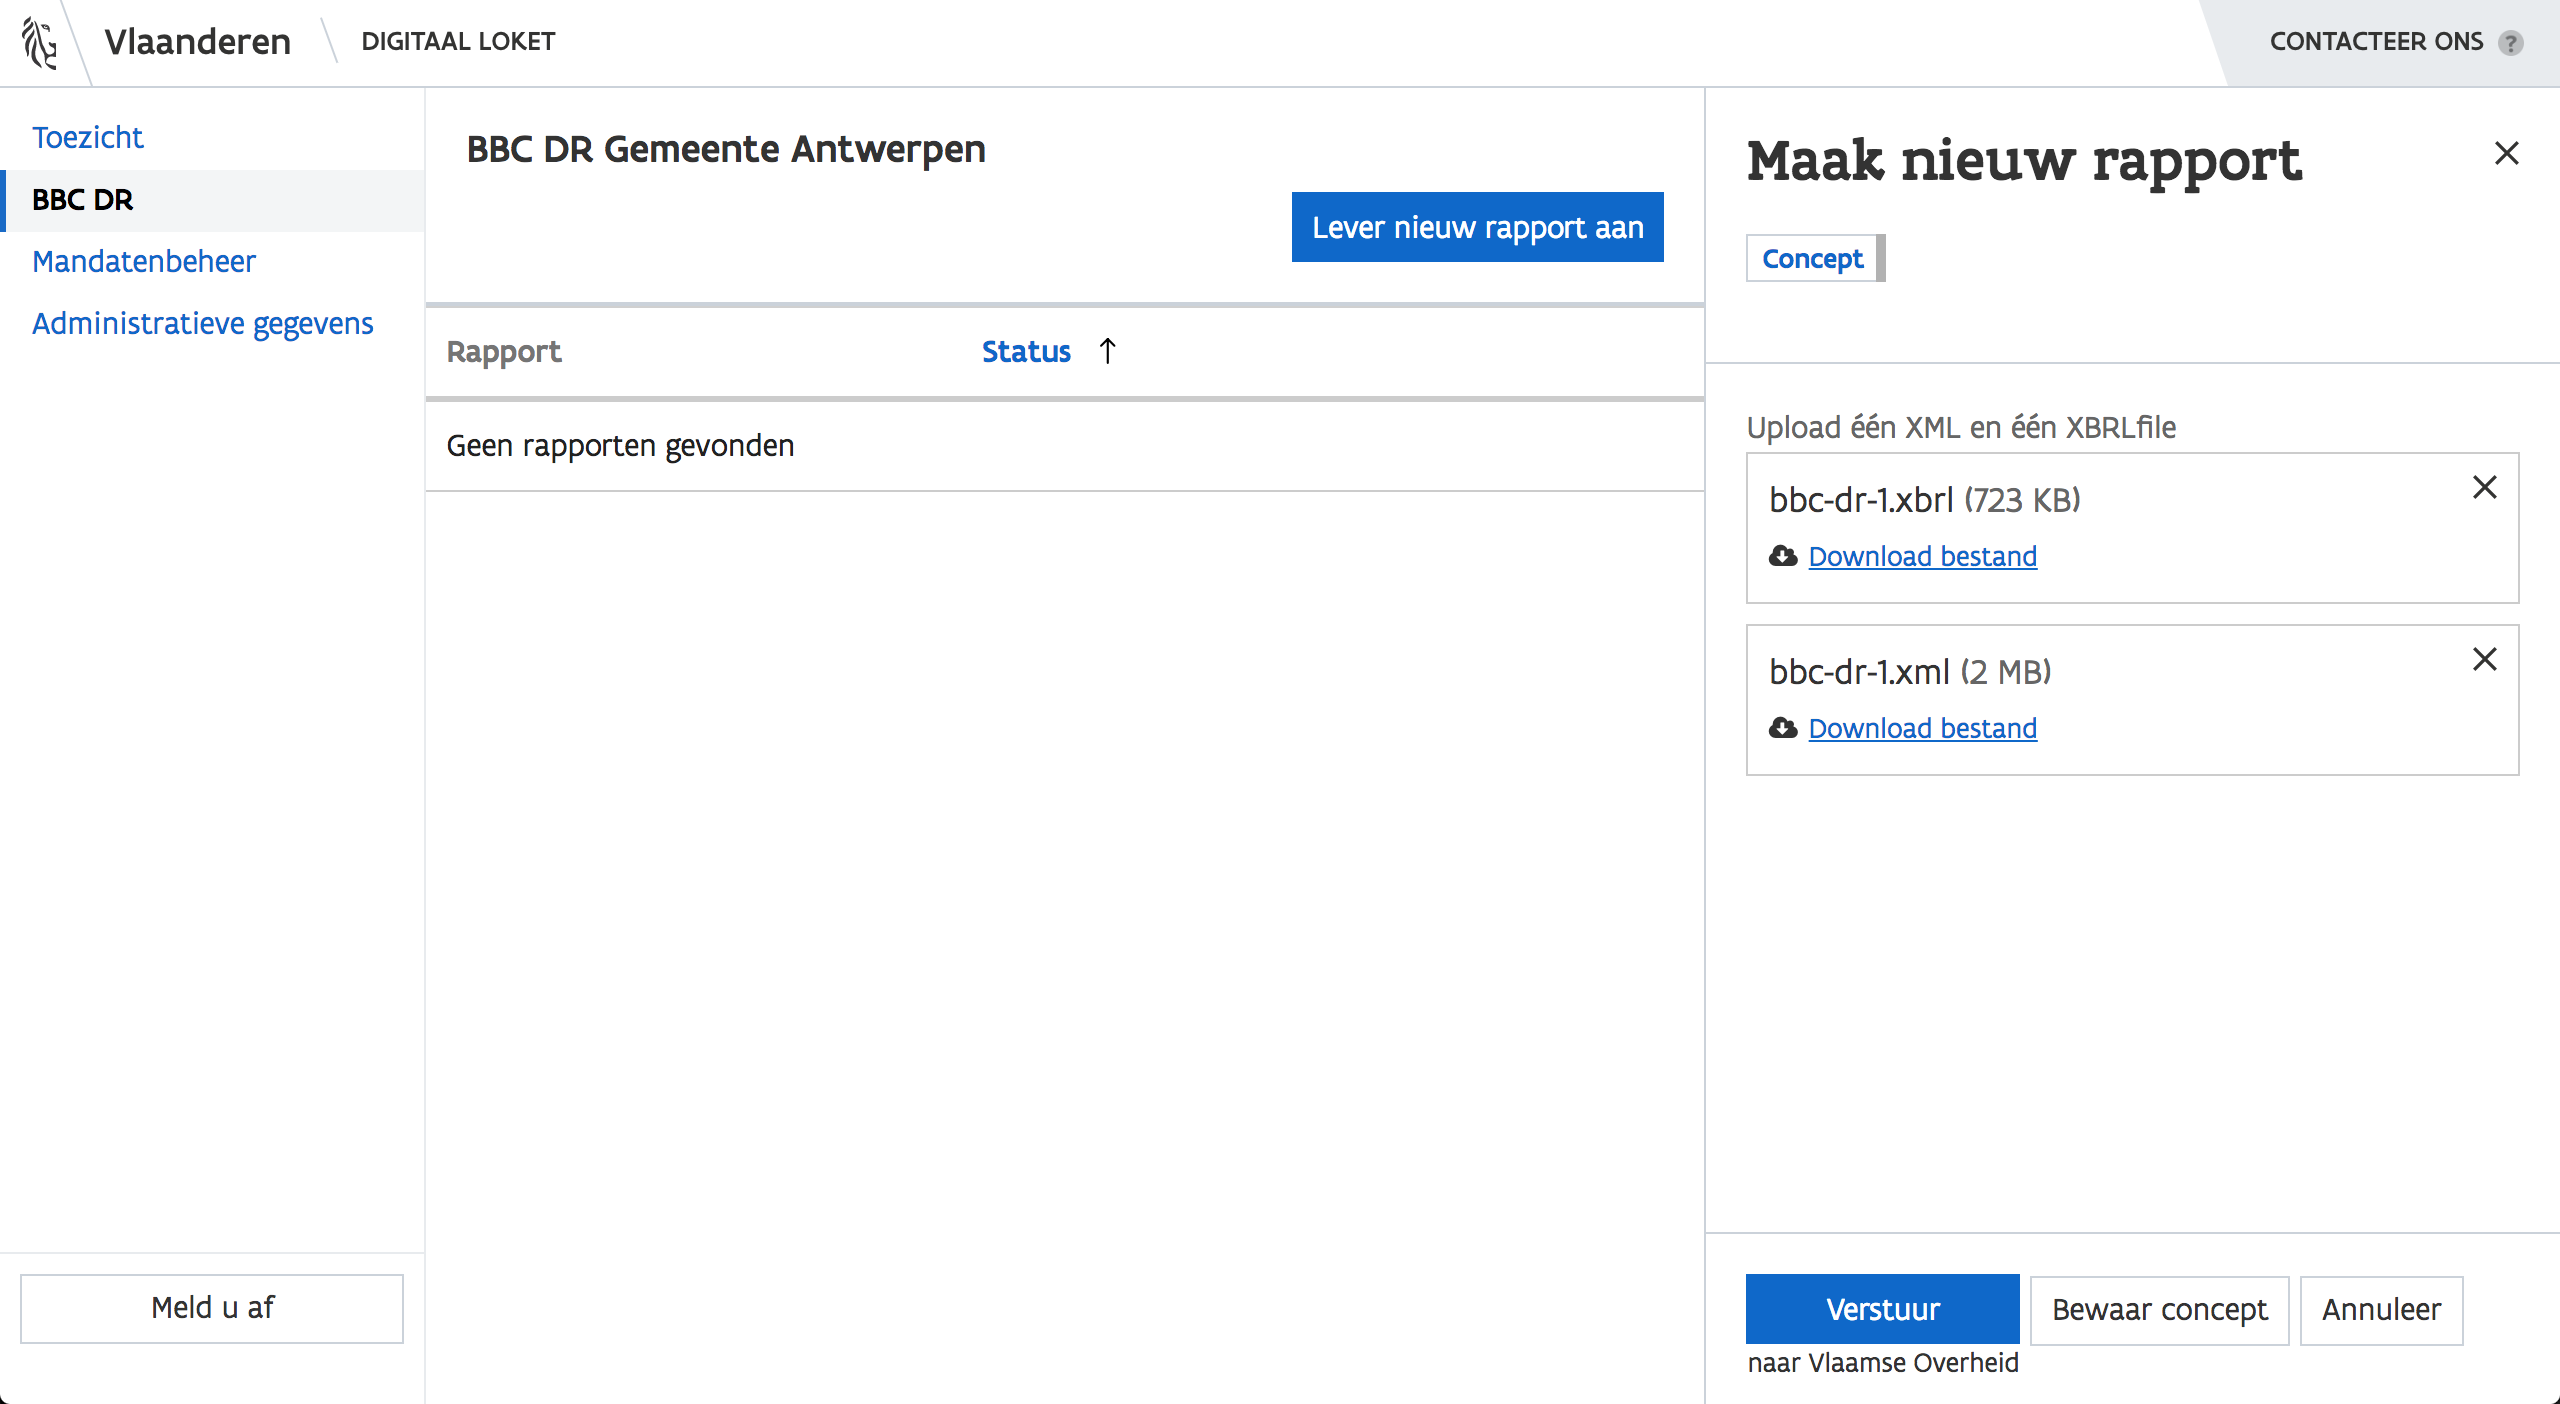 Vlaanderen
DIGITAAL LOKET
CONTACTEER ONS ?
Toezicht
BBC DR
Mandatenbeheer
Administratieve gegevens
Meld u af
BBC DR Gemeente Antwerpen
Lever nieuw rapport aan
Rapport
Status ↑
Geen rapporten gevonden
Maak nieuw rapport
Concept
Upload één XML en één XBRLfile
bbc-dr-1.xbrl (723 KB)
Download bestand
bbc-dr-1.xml (2 MB)
Download bestand
Verstuur
naar Vlaamse Overheid
Bewaar concept
Annuleer